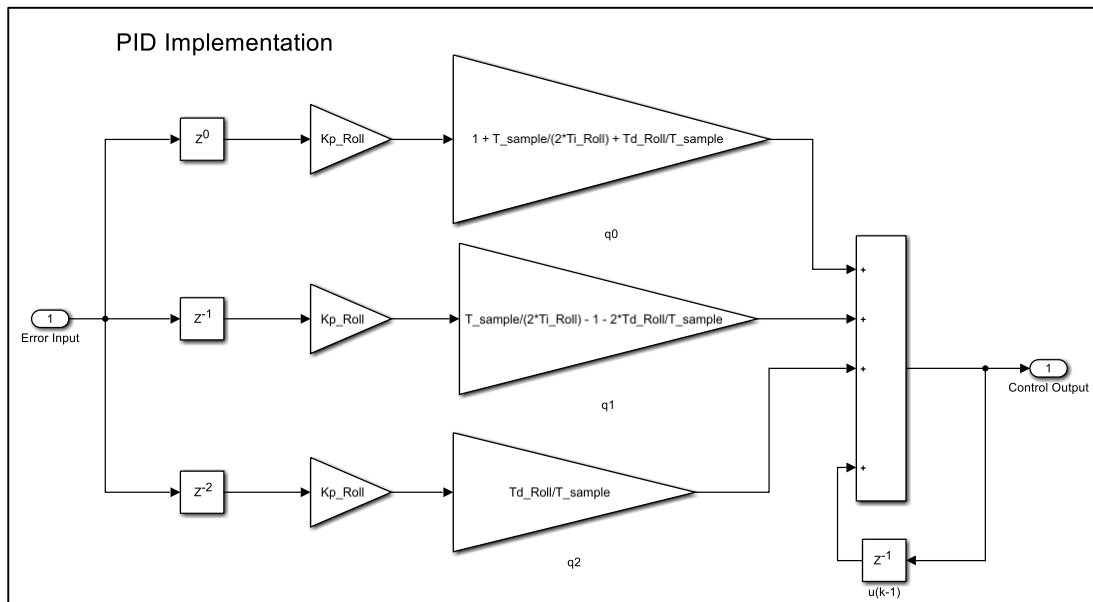 PID Implementation
Z0
Kp_Roll
1 + T_sample/(2*Ti_Roll) + Td_Roll/T_sample
q0
+
1
Error Input
Z-1
Kp_Roll
T_sample/(2*Ti_Roll) - 1 - 2*Td_Roll/T_sample
q1
+
+
1
Control Output
Z-2
Kp_Roll
Td_Roll/T_sample
q2
+
Z-1
u(k-1)